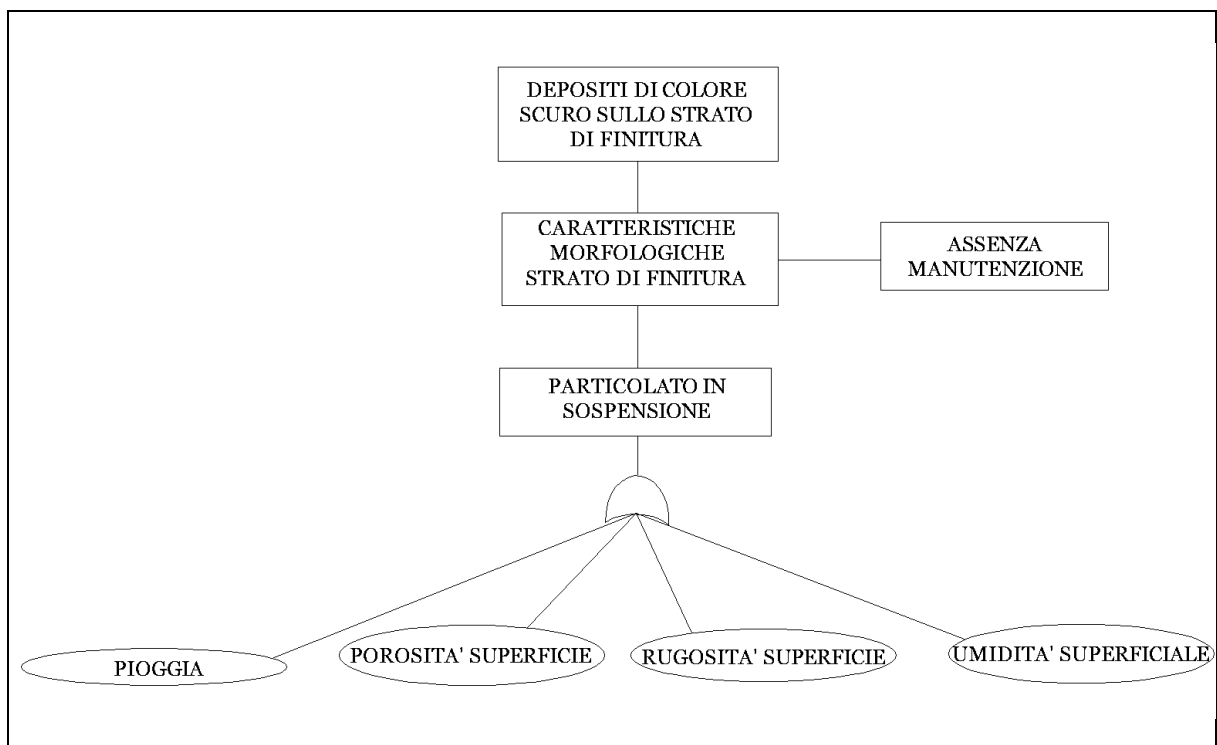 DEPOSITI DI COLORE
SCURO SULLO STRATO
DI FINITURA
CARATTERISTICHE
MORFOLOGICHE
STRATO DI FINITURA
ASSENZA
MANUTENZIONE
PARTICOLATO IN
SOSPENSIONE
PIOGGIA
POROSITA' SUPERFICIE
RUGOSITA' SUPERFICIE
UMIDITA' SUPERFICIALE